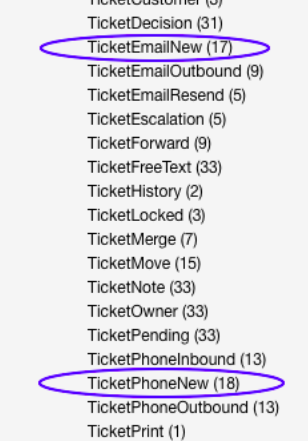 TicketCustomer (3)
TicketDecision (31)
TicketEmailNew (17)
TicketEmailOutbound (9)
TicketEmailResend (5)
TicketEscalation (5)
TicketForward (9)
TicketFreeText (33)
TicketHistory (2)
TicketLocked (3)
TicketMerge (7)
TicketMove (15)
TicketNote (33)
TicketOwner (33)
TicketPending (33)
TicketPhoneInbound (13)
TicketPhoneNew (18)
TicketPhoneOutbound (13)
TicketPrint (1)